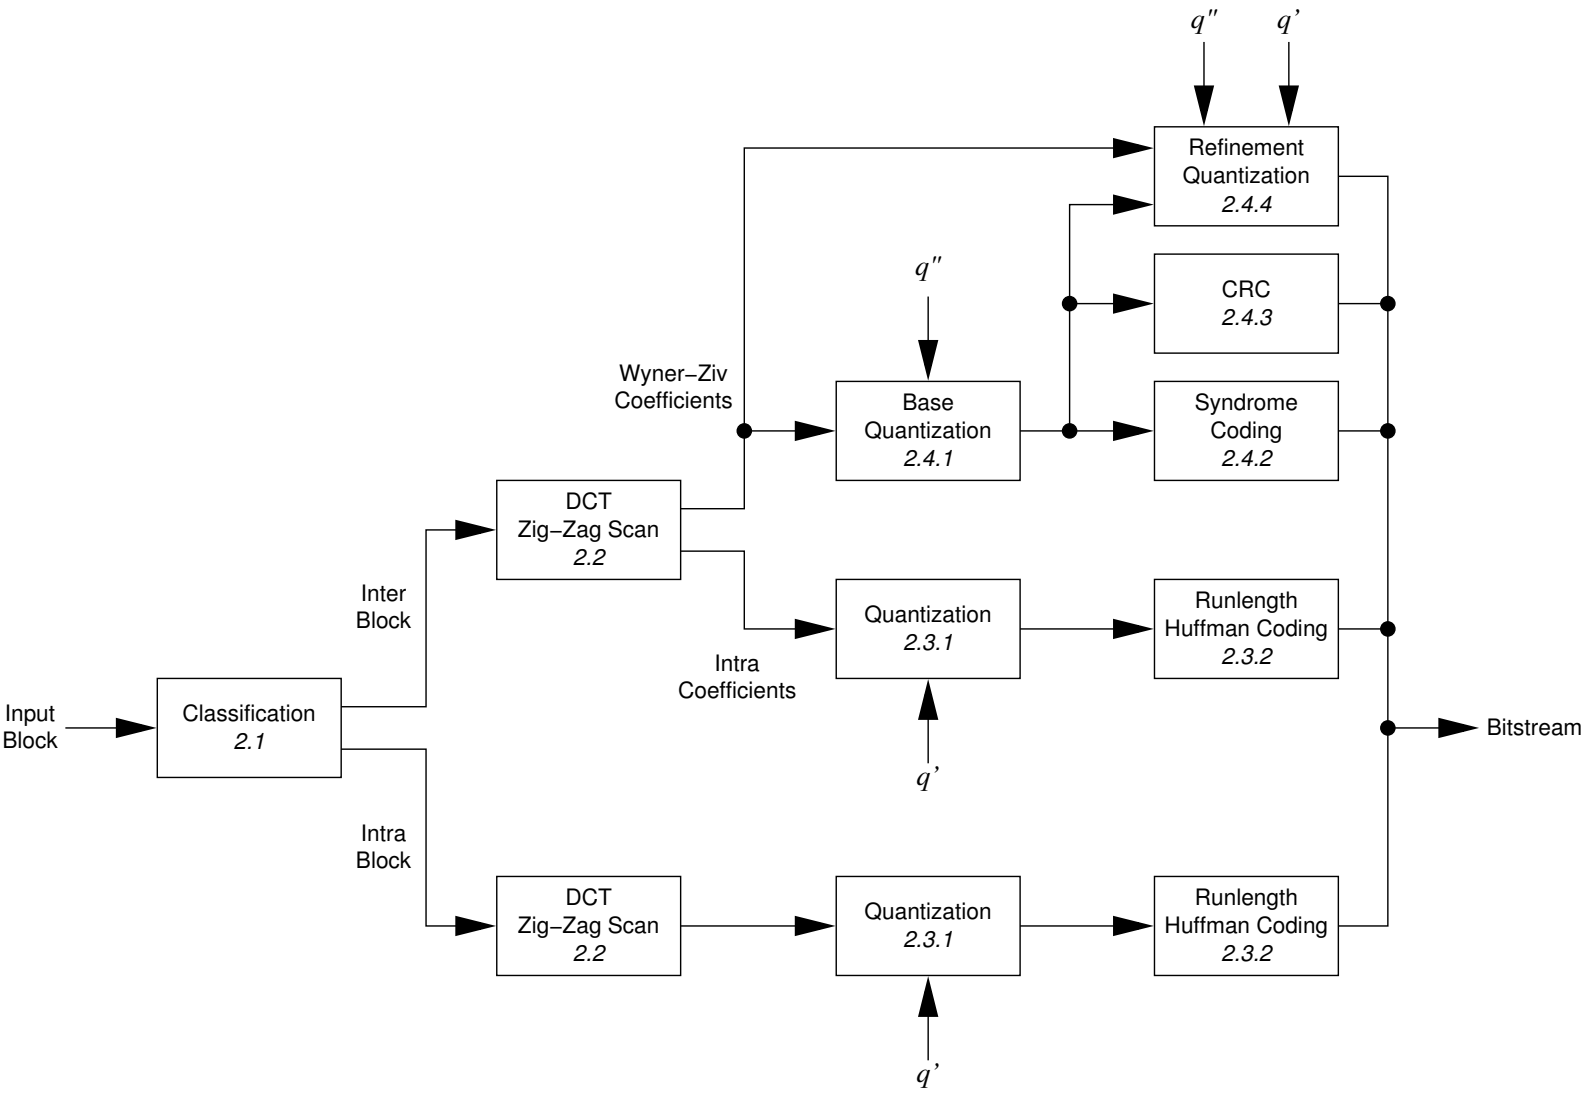 q″ q′
Refinement
Quantization
2.4.4
q″
CRC
2.4.3
Wyner–Ziv
Coefficients
Base
Quantization
2.4.1
Syndrome
Coding
2.4.2
DCT
Zig–Zag Scan
2.2
Inter
Block
Quantization
2.3.1
Runlength
Huffman Coding
2.3.2
Intra
Coefficients
Input
Block
Classification
2.1
Bitstream
q′
Intra
Block
DCT
Zig–Zag Scan
2.2
Quantization
2.3.1
Runlength
Huffman Coding
2.3.2
q′